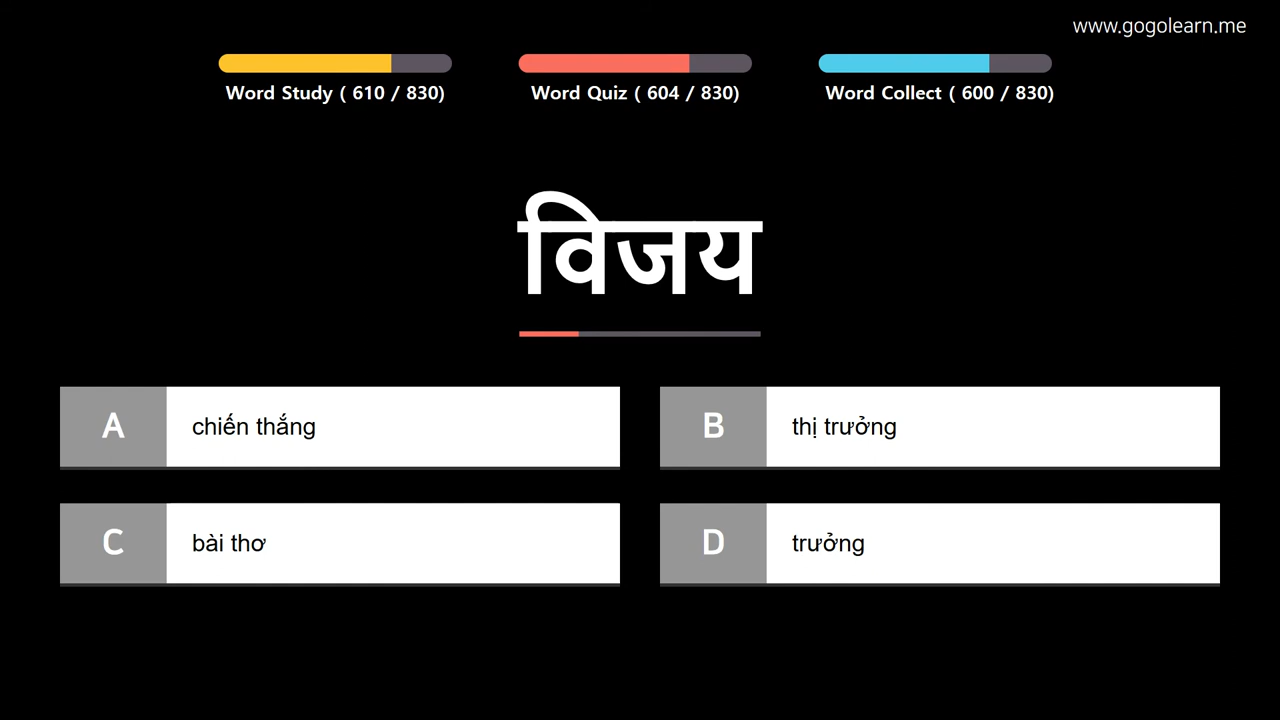 www.gogolearn.me
Word Study ( 610 / 830)
Word Quiz ( 604 / 830)
Word Collect ( 600 / 830)
विजय
A chiến thắng
B thị trưởng
C bài thơ
D trưởng